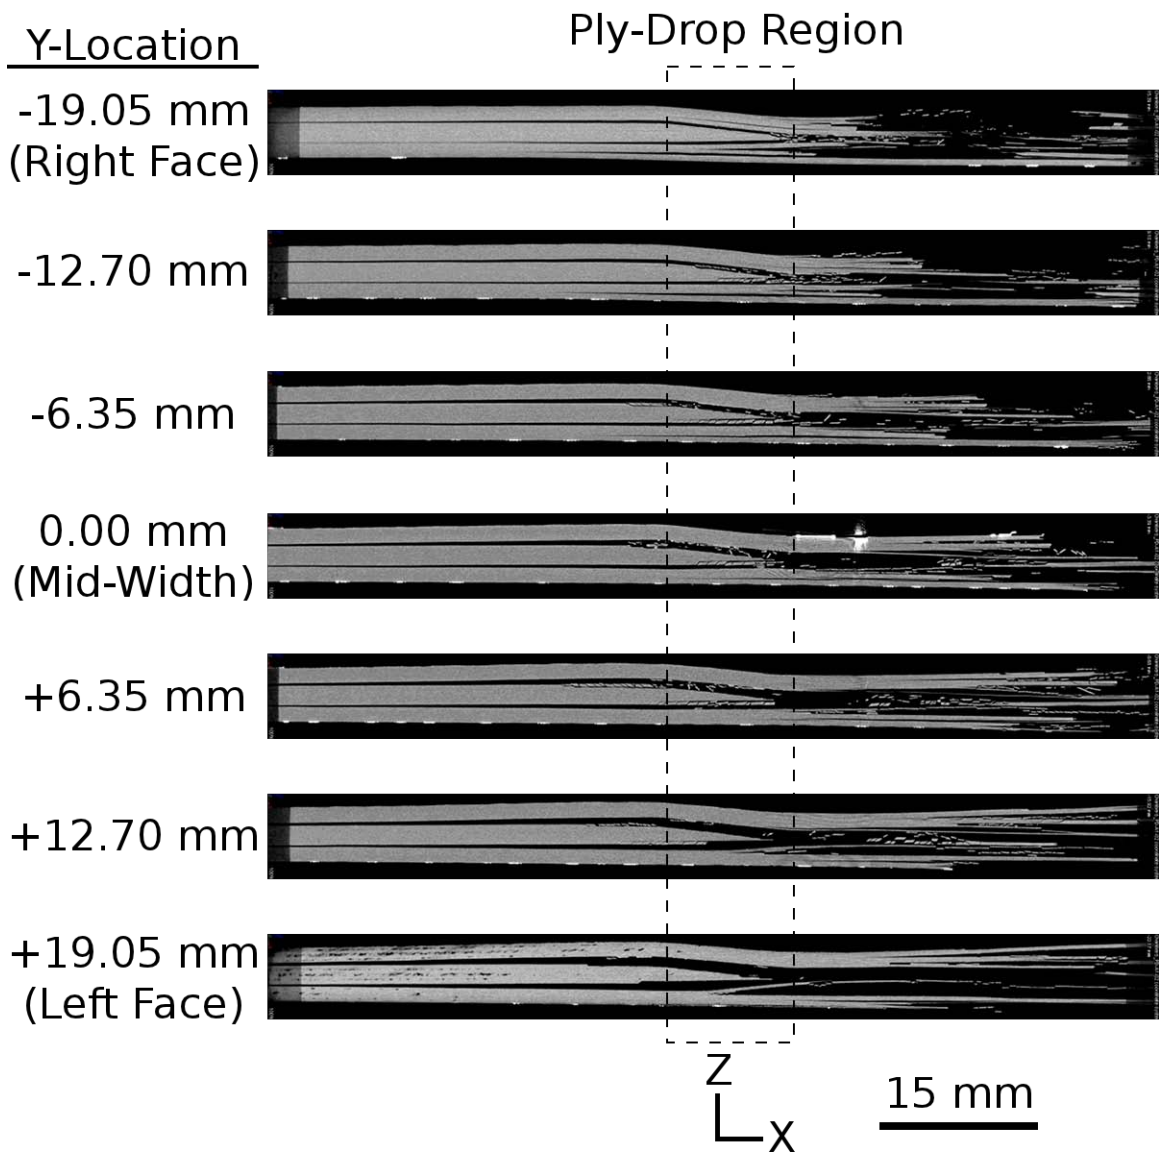 Ply-Drop Region
Y-Location
-19.05 mm
(Right Face)
-12.70 mm
-6.35 mm
0.00 mm
(Mid-Width)
+6.35 mm
+12.70 mm
+19.05 mm
(Left Face)
Z
X
15 mm